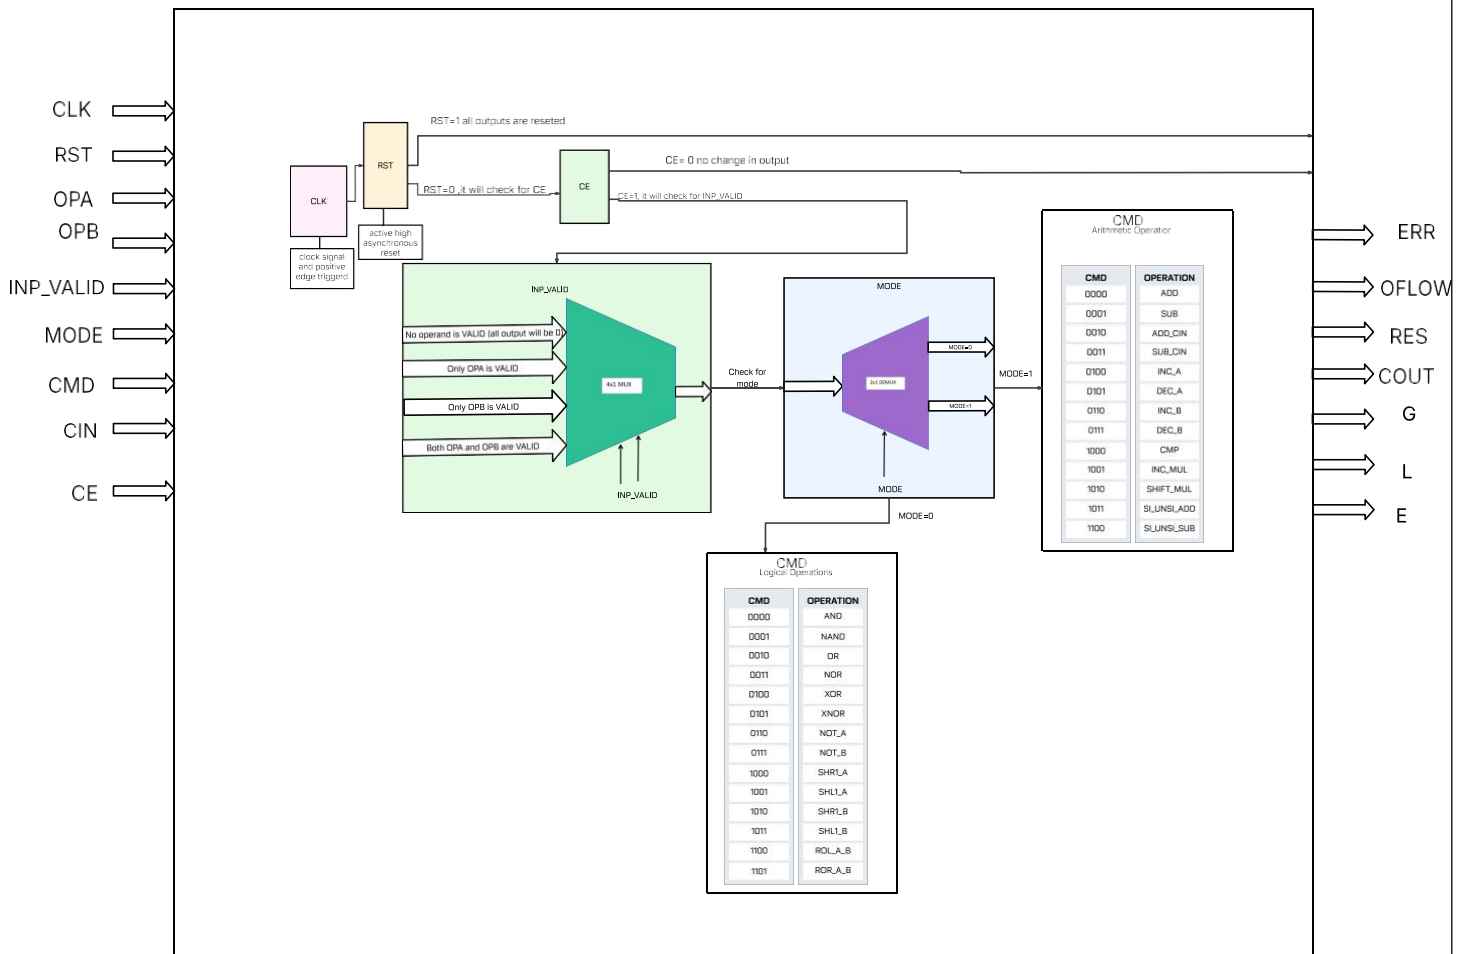 CLK
RST
OPA
OPB
INP_VALID
MODE
CMD
CIN
CE
RST=1 all outputs are reseted
RST
CLK
RST=0 ,it will check for CE
CE
CE= 0 no change in output
CE=1, it will check for INP_VALID
active high
asynchronous
reset
clock signal
and positive
edge triggerd
INP_VALID
No operand is VALID (all output will be 0)
Only OPA is VALID
Only OPB is VALID
Both OPA and OPB are VALID
4x1 MUX
INP_VALID
Check for
mode
MODE
2x1 DEMUX
MODE=0
MODE=1
MODE
MODE=1
MODE=0
CMD
Arithmetic Operation
CMD OPERATION
0000 ADD
0001 SUB
0010 ADD_CIN
0011 SUB_CIN
0100 INC_A
0101 DEC_A
0110 INC_B
0111 DEC_B
1000 CMP
1001 INC_MUL
1010 SHIFT_MUL
1011 SI_UNSI_ADD
1100 SI_UNSI_SUB
CMD
Logical Operations
CMD OPERATION
0000 AND
0001 NAND
0010 OR
0011 NOR
0100 XOR
0101 XNOR
0110 NOT_A
0111 NOT_B
1000 SHR1_A
1001 SHL1_A
1010 SHR1_B
1011 SHL1_B
1100 ROL_A_B
1101 ROR_A_B
ERR
OFLOW
RES
COUT
G
L
E